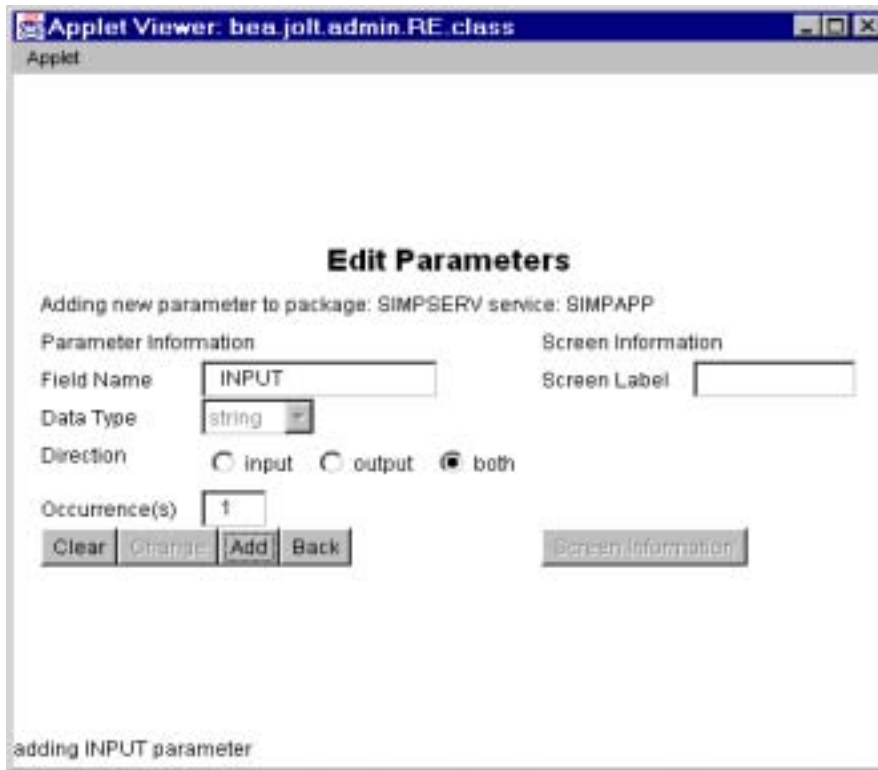 Applet Viewer: bea.jolt.admin.RE.class
Applet
Edit Parameters
Adding new parameter to package: SIMPSERV service: SIMPAPP
Parameter Information Screen Information
Field Name INPUT Screen Label
Data Type string
Direction input output both
Occurrence(s) 1
Clear Change Add Back Screen Information
adding INPUT parameter